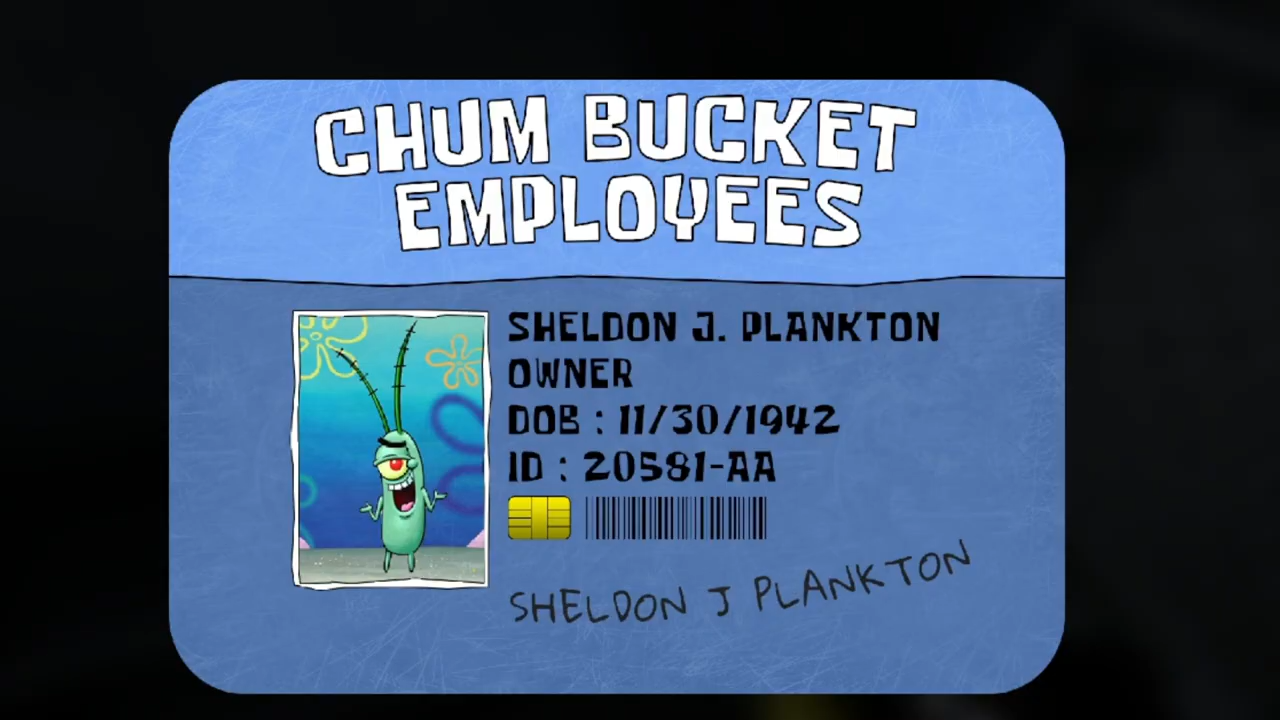 CHUM BUCKET
EMPLOYEES
SHELDON J. PLANKTON
OWNER
DOB : 11/30/1942
ID : 20581-AA
SHELDON J PLANKTON